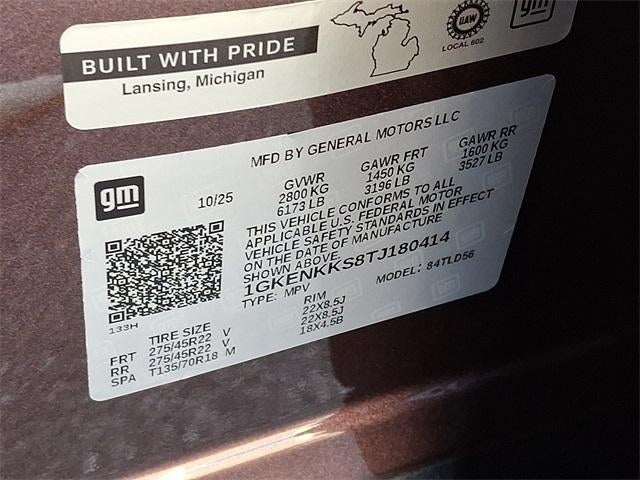 BUILT WITH PRIDE
Lansing, Michigan
UAW
LOCAL 602
gm
MFD BY GENERAL MOTORS LLC
gm
10/25
GVWR GAWR FRT GAWR RR
2800 KG 1450 KG 1600 KG
6173 LB 3196 LB 3527 LB
THIS VEHICLE CONFORMS TO ALL
APPLICABLE U.S. FEDERAL MOTOR
VEHICLE SAFETY STANDARDS IN EFFECT
ON THE DATE OF MANUFACTURE
SHOWN ABOVE.
1GKENKKS8TJ180414
TYPE: MPV MODEL: 84TLD56
133H
TIRE SIZE RIM
FRT 275/45R22 V 22X8.5J
RR 275/45R22 V 22X8.5J
SPA T135/70R18 M 18X4.5B